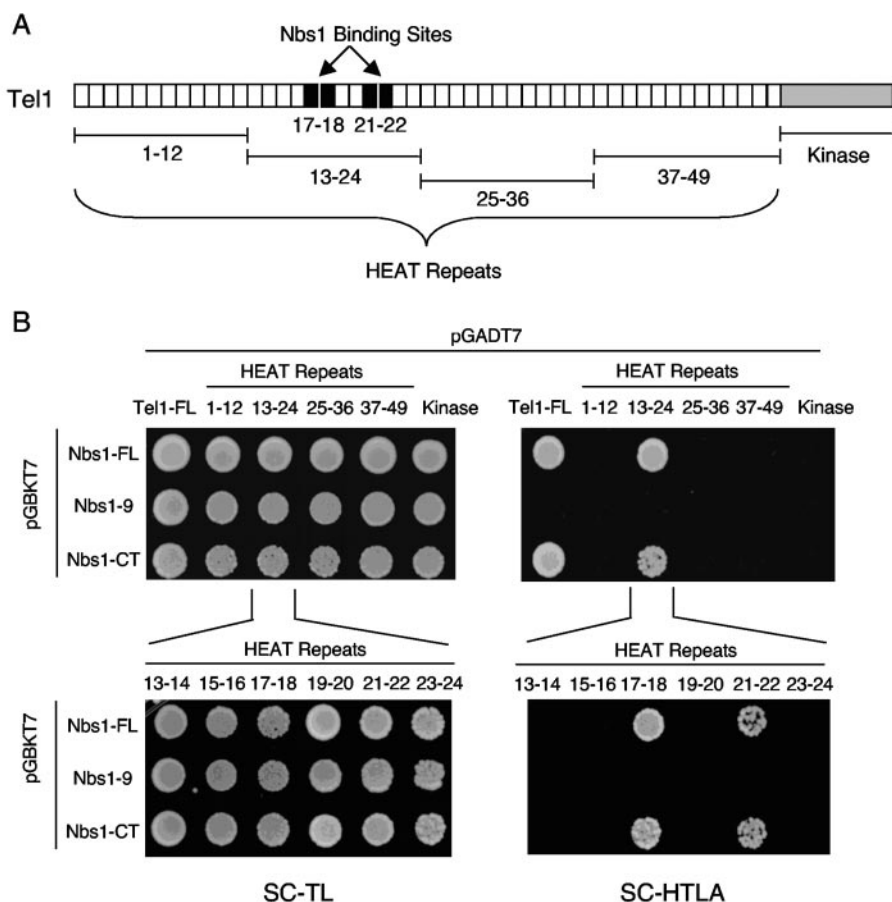 A
Nbs1 Binding Sites
Tel1
17-18 21-22
1-12
13-24
25-36
37-49
Kinase
HEAT Repeats
B
pGADT7
HEAT Repeats
Tel1-FL 1-12 13-24 25-36 37-49 Kinase
HEAT Repeats
Tel1-FL 1-12 13-24 25-36 37-49 Kinase
pGBKT7
Nbs1-FL
Nbs1-9
Nbs1-CT
HEAT Repeats
13-14 15-16 17-18 19-20 21-22 23-24
HEAT Repeats
13-14 15-16 17-18 19-20 21-22 23-24
pGBKT7
Nbs1-FL
Nbs1-9
Nbs1-CT
SC-TL
SC-HTLA